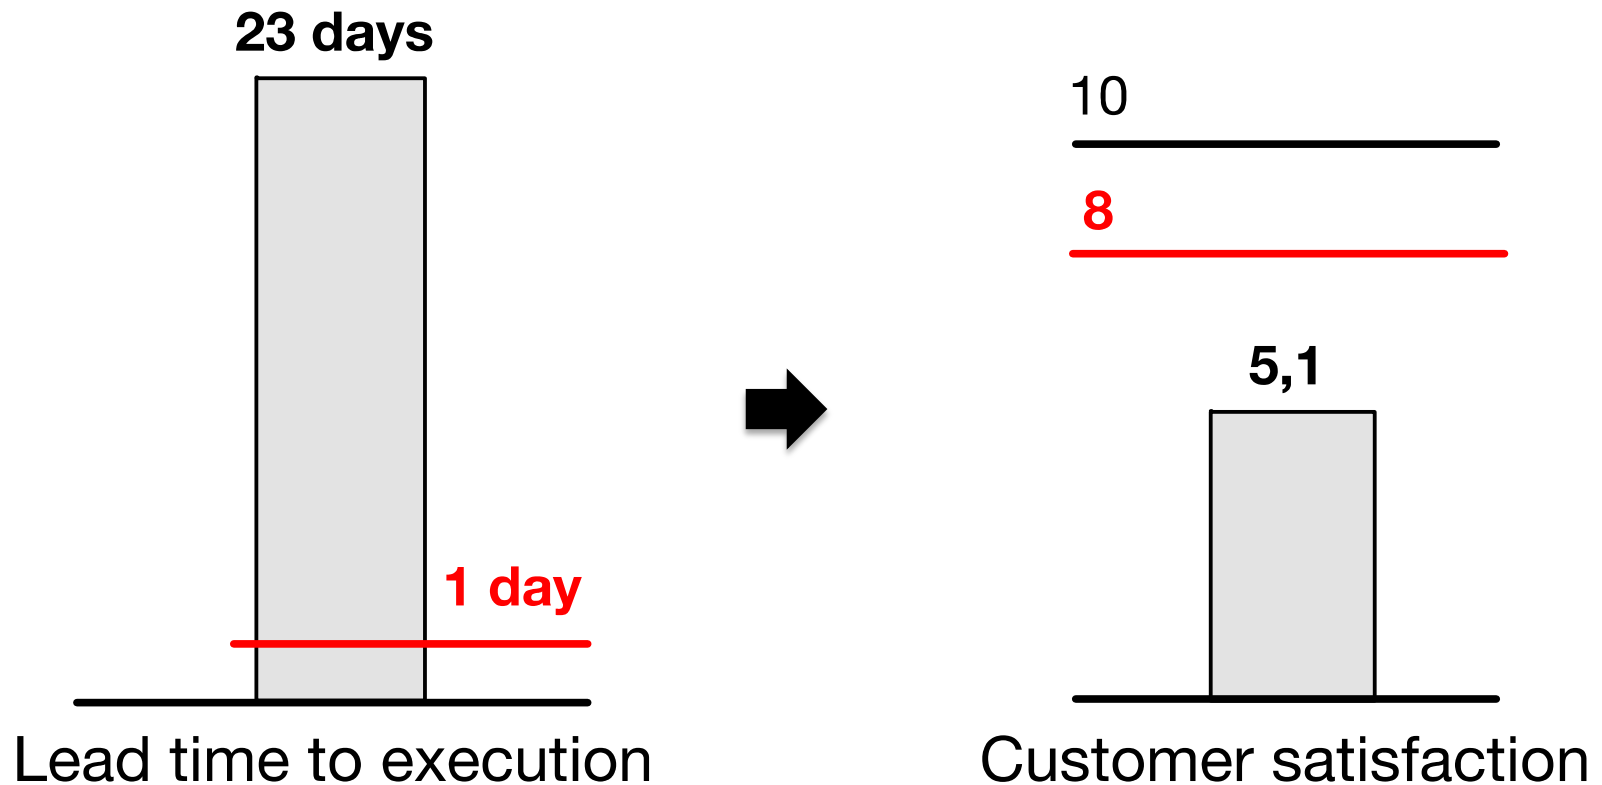 23 days
1 day
Lead time to execution
10
8
5,1
Customer satisfaction